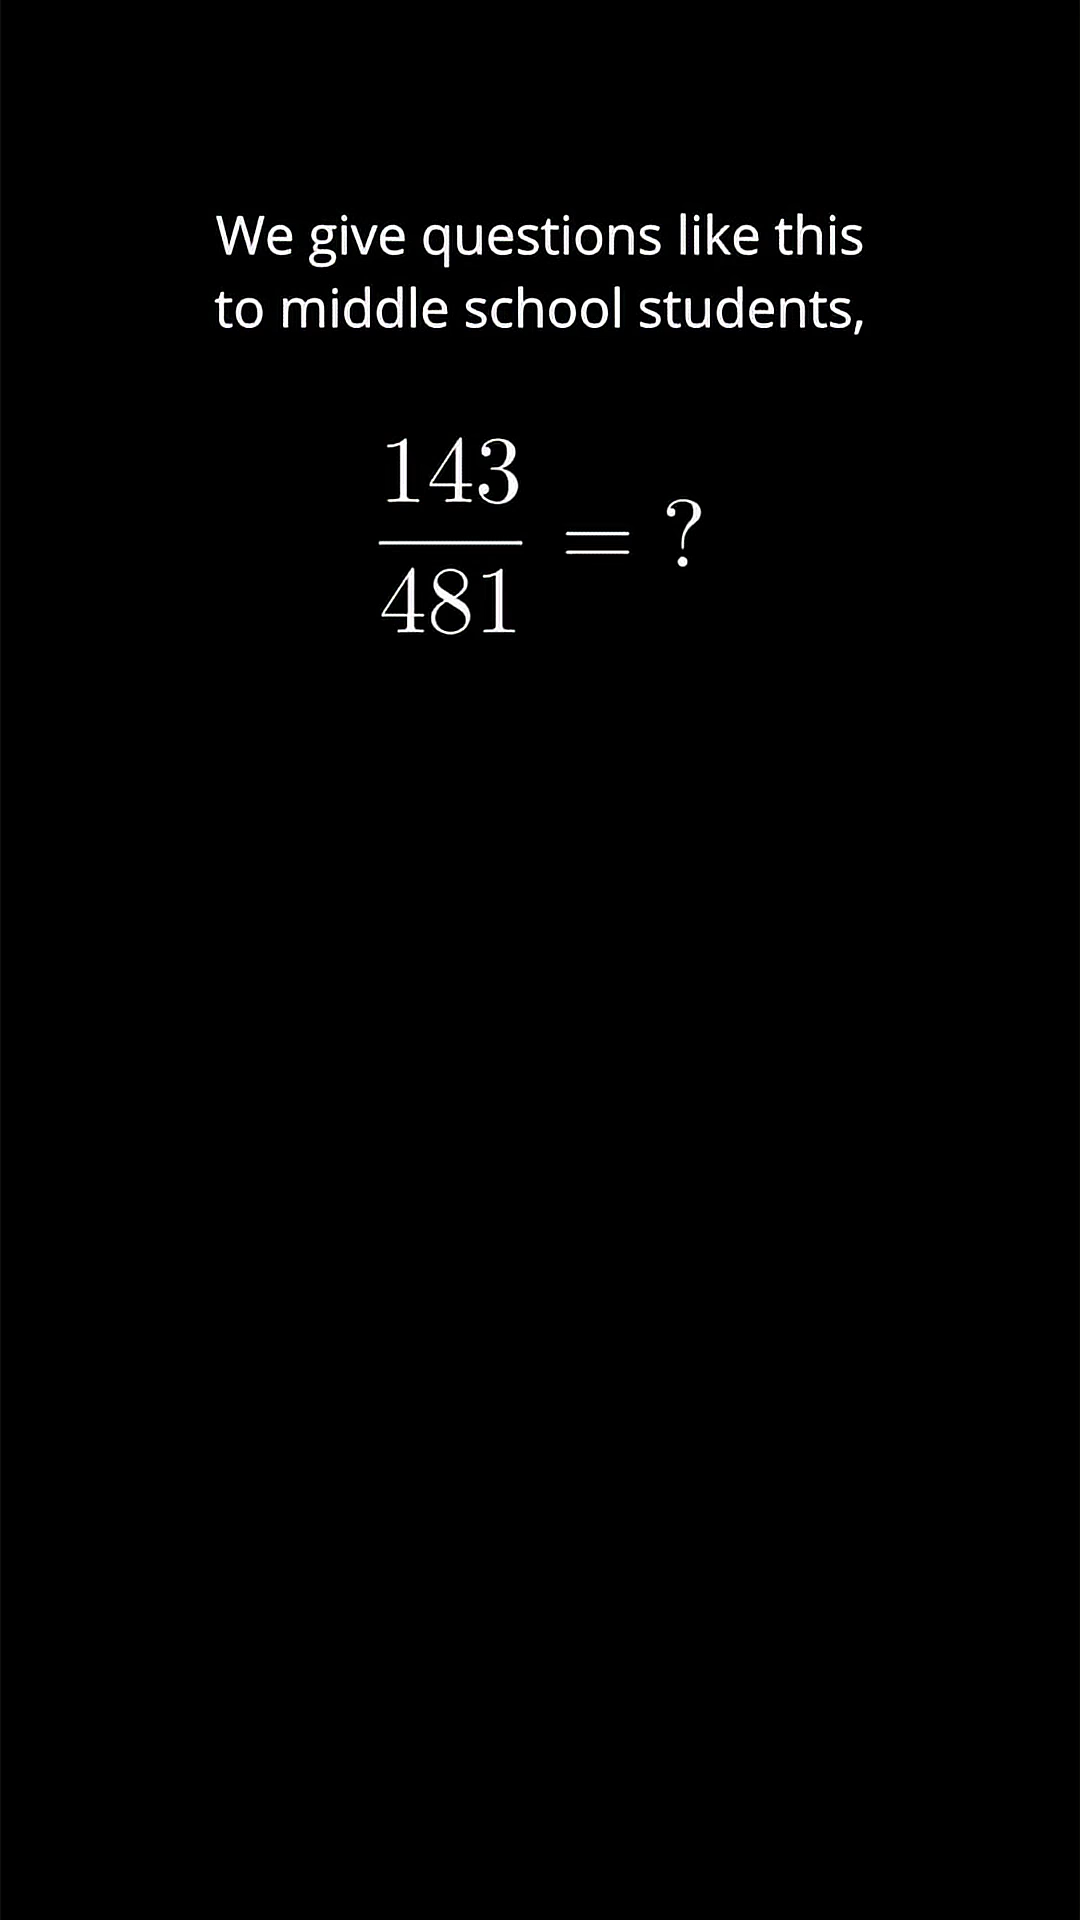 We give questions like this
to middle school students,
143
481
= ?